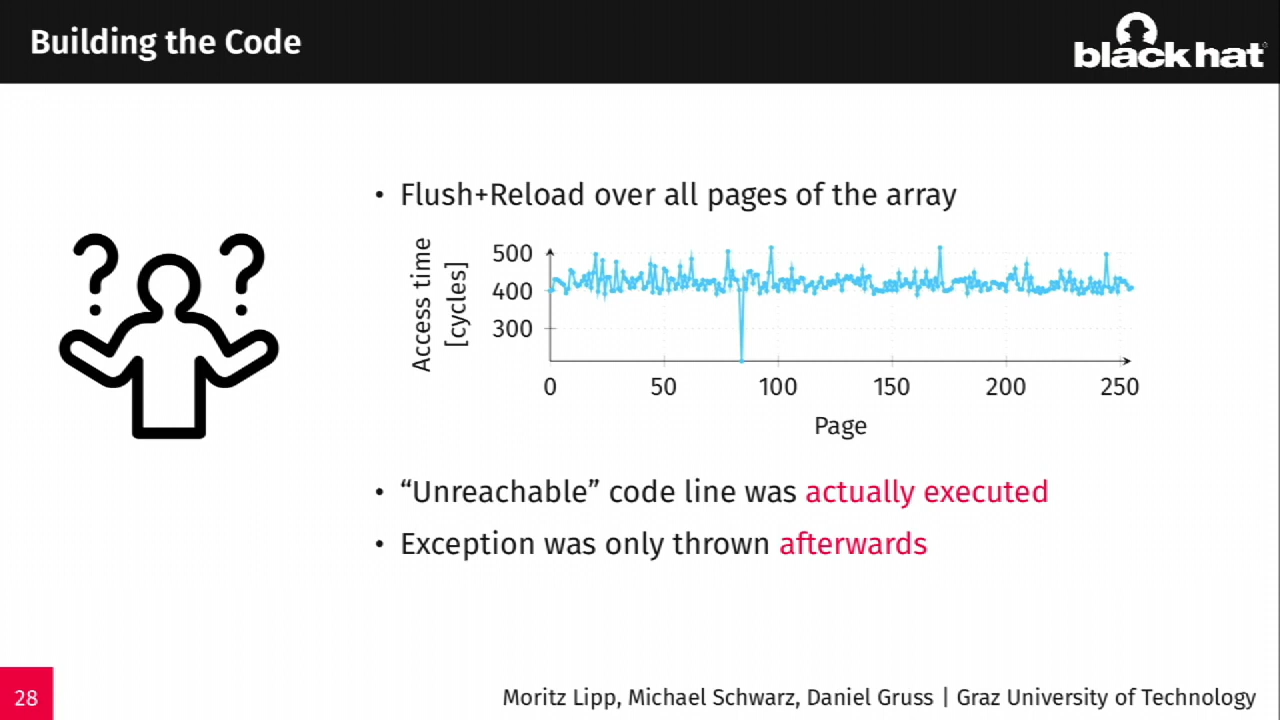 Building the Code
black hat
• Flush+Reload over all pages of the array
Access time
[cycles]
500
400
300
0 50 100 150 200 250
Page
? ?
• “Unreachable” code line was actually executed
• Exception was only thrown afterwards
28
Moritz Lipp, Michael Schwarz, Daniel Gruss | Graz University of Technology